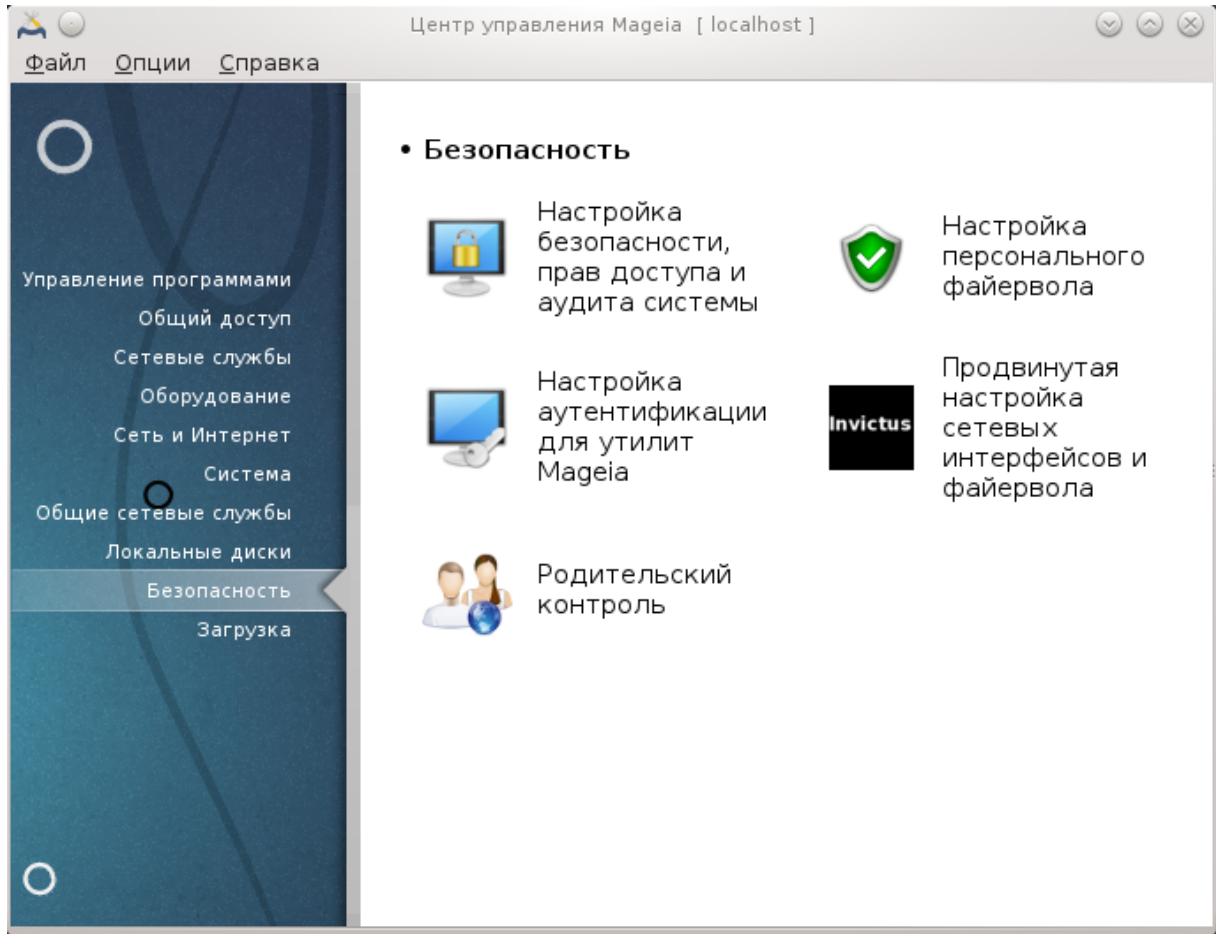 Центр управления Mageia [ localhost ]
Файл Опции Справка
Управление программами
Общий доступ
Сетевые службы
Оборудование
Сеть и Интернет
Система
Общие сетевые службы
Локальные диски
Безопасность
Загрузка
• Безопасность
Настройка
безопасности,
прав доступа и
аудита системы
Настройка
персонального
файервола
Настройка
аутентификации
для утилит
Mageia
Invictus
Продвинутая
настройка
сетевых
интерфейсов и
файервола
Родительский
контроль